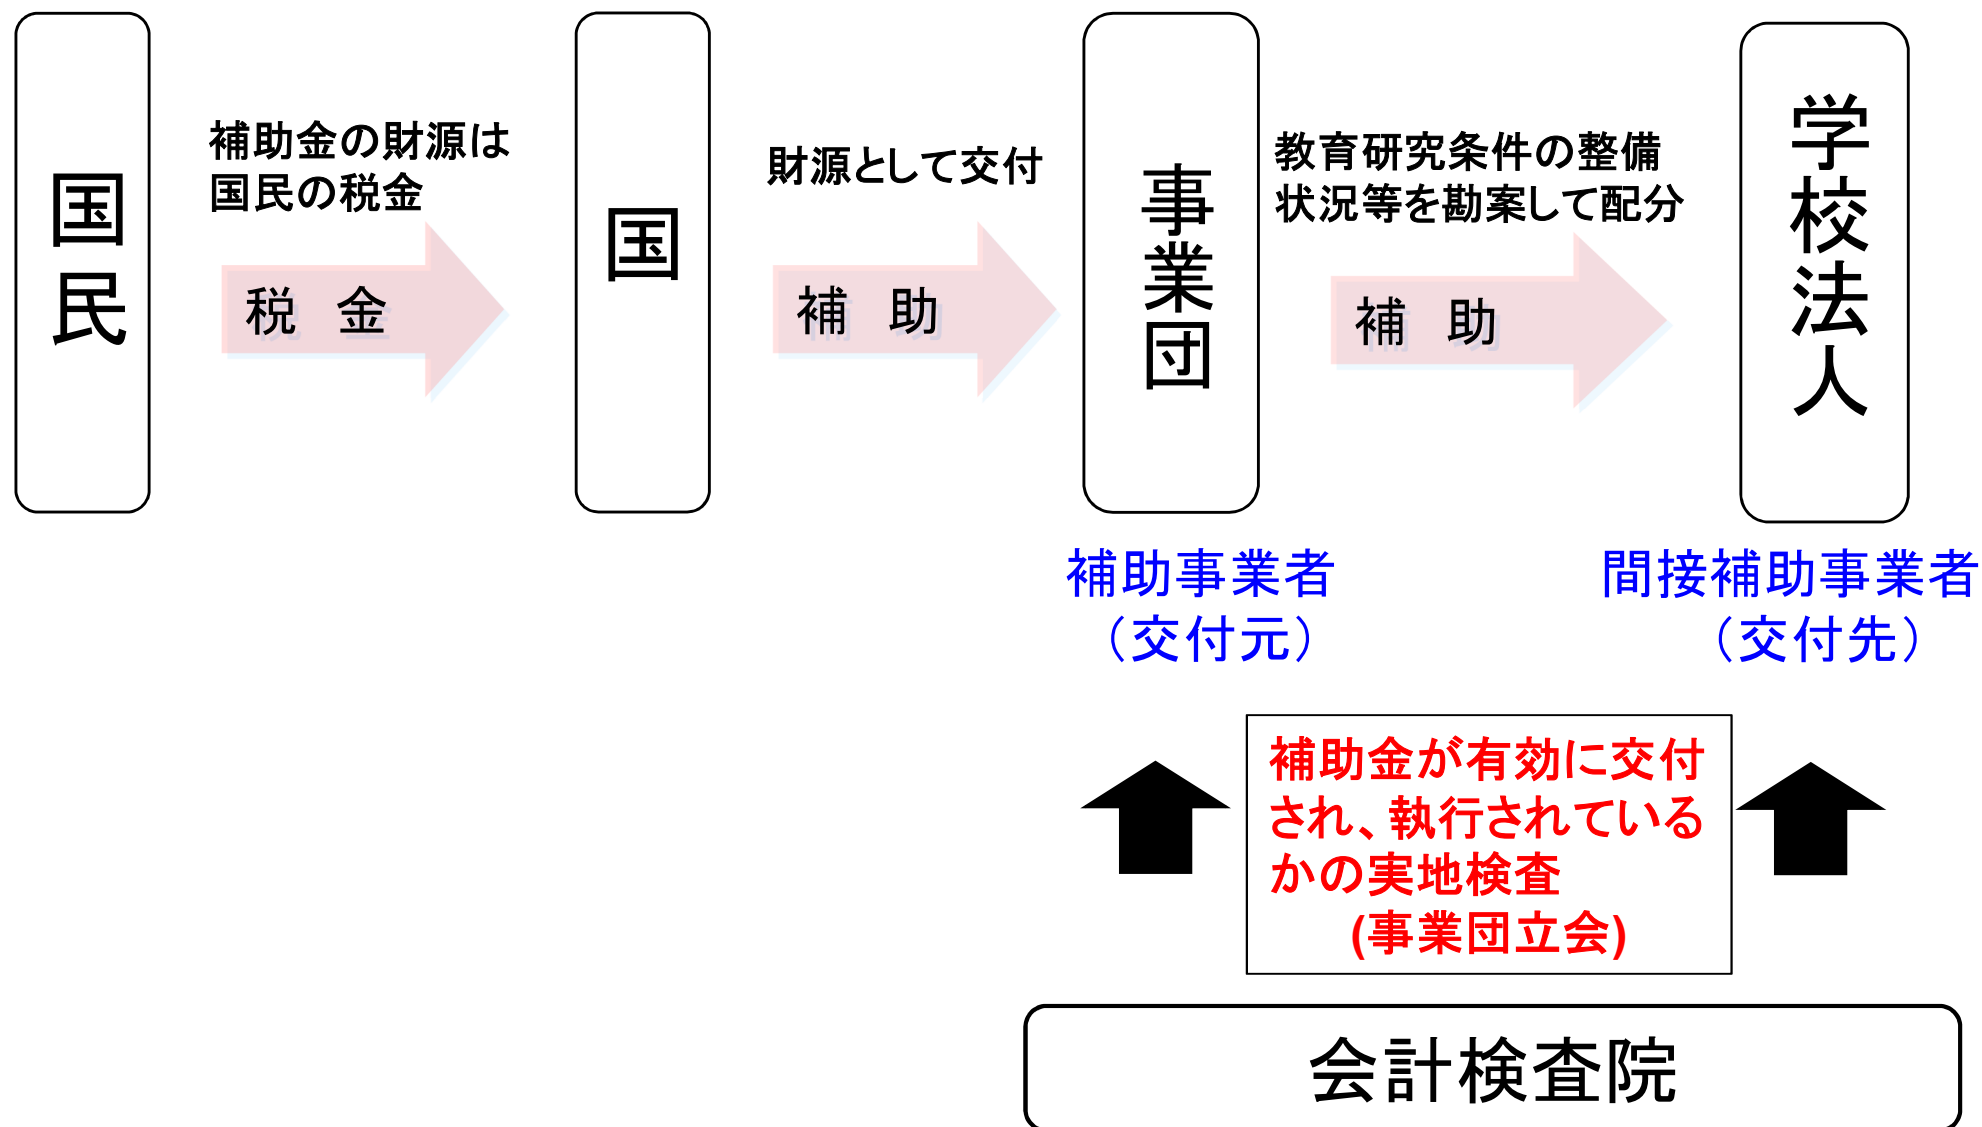 国民
補助金の財源は
国民の税金
税　金
国
財源として交付
補　助
事業団
教育研究条件の整備
状況等を勘案して配分
補　助
学校法人
補助事業者
（交付元）
間接補助事業者
（交付先）
補助金が有効に交付
され、執行されている
かの実地検査
(事業団立会)
会計検査院